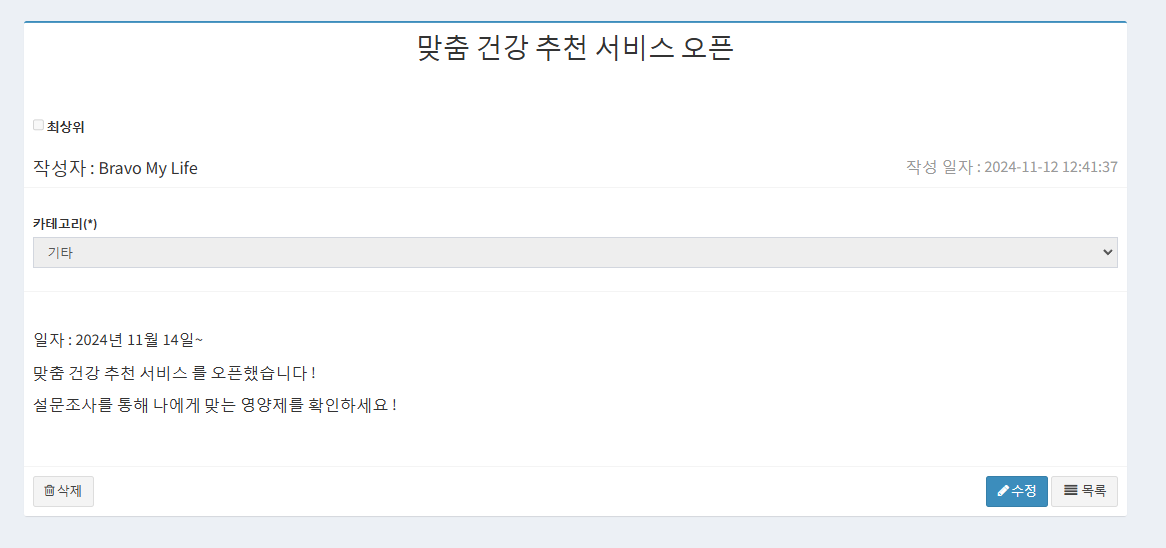 맞춤 건강 추천 서비스 오픈
최상위
작성자 : Bravo My Life
작성 일자 : 2024-11-12 12:41:37
카테고리(*)
기타
일자 : 2024년 11월 14일~
맞춤 건강 추천 서비스 를 오픈했습니다 !
설문조사를 통해 나에게 맞는 영양제를 확인하세요 !
삭제
수정
목록